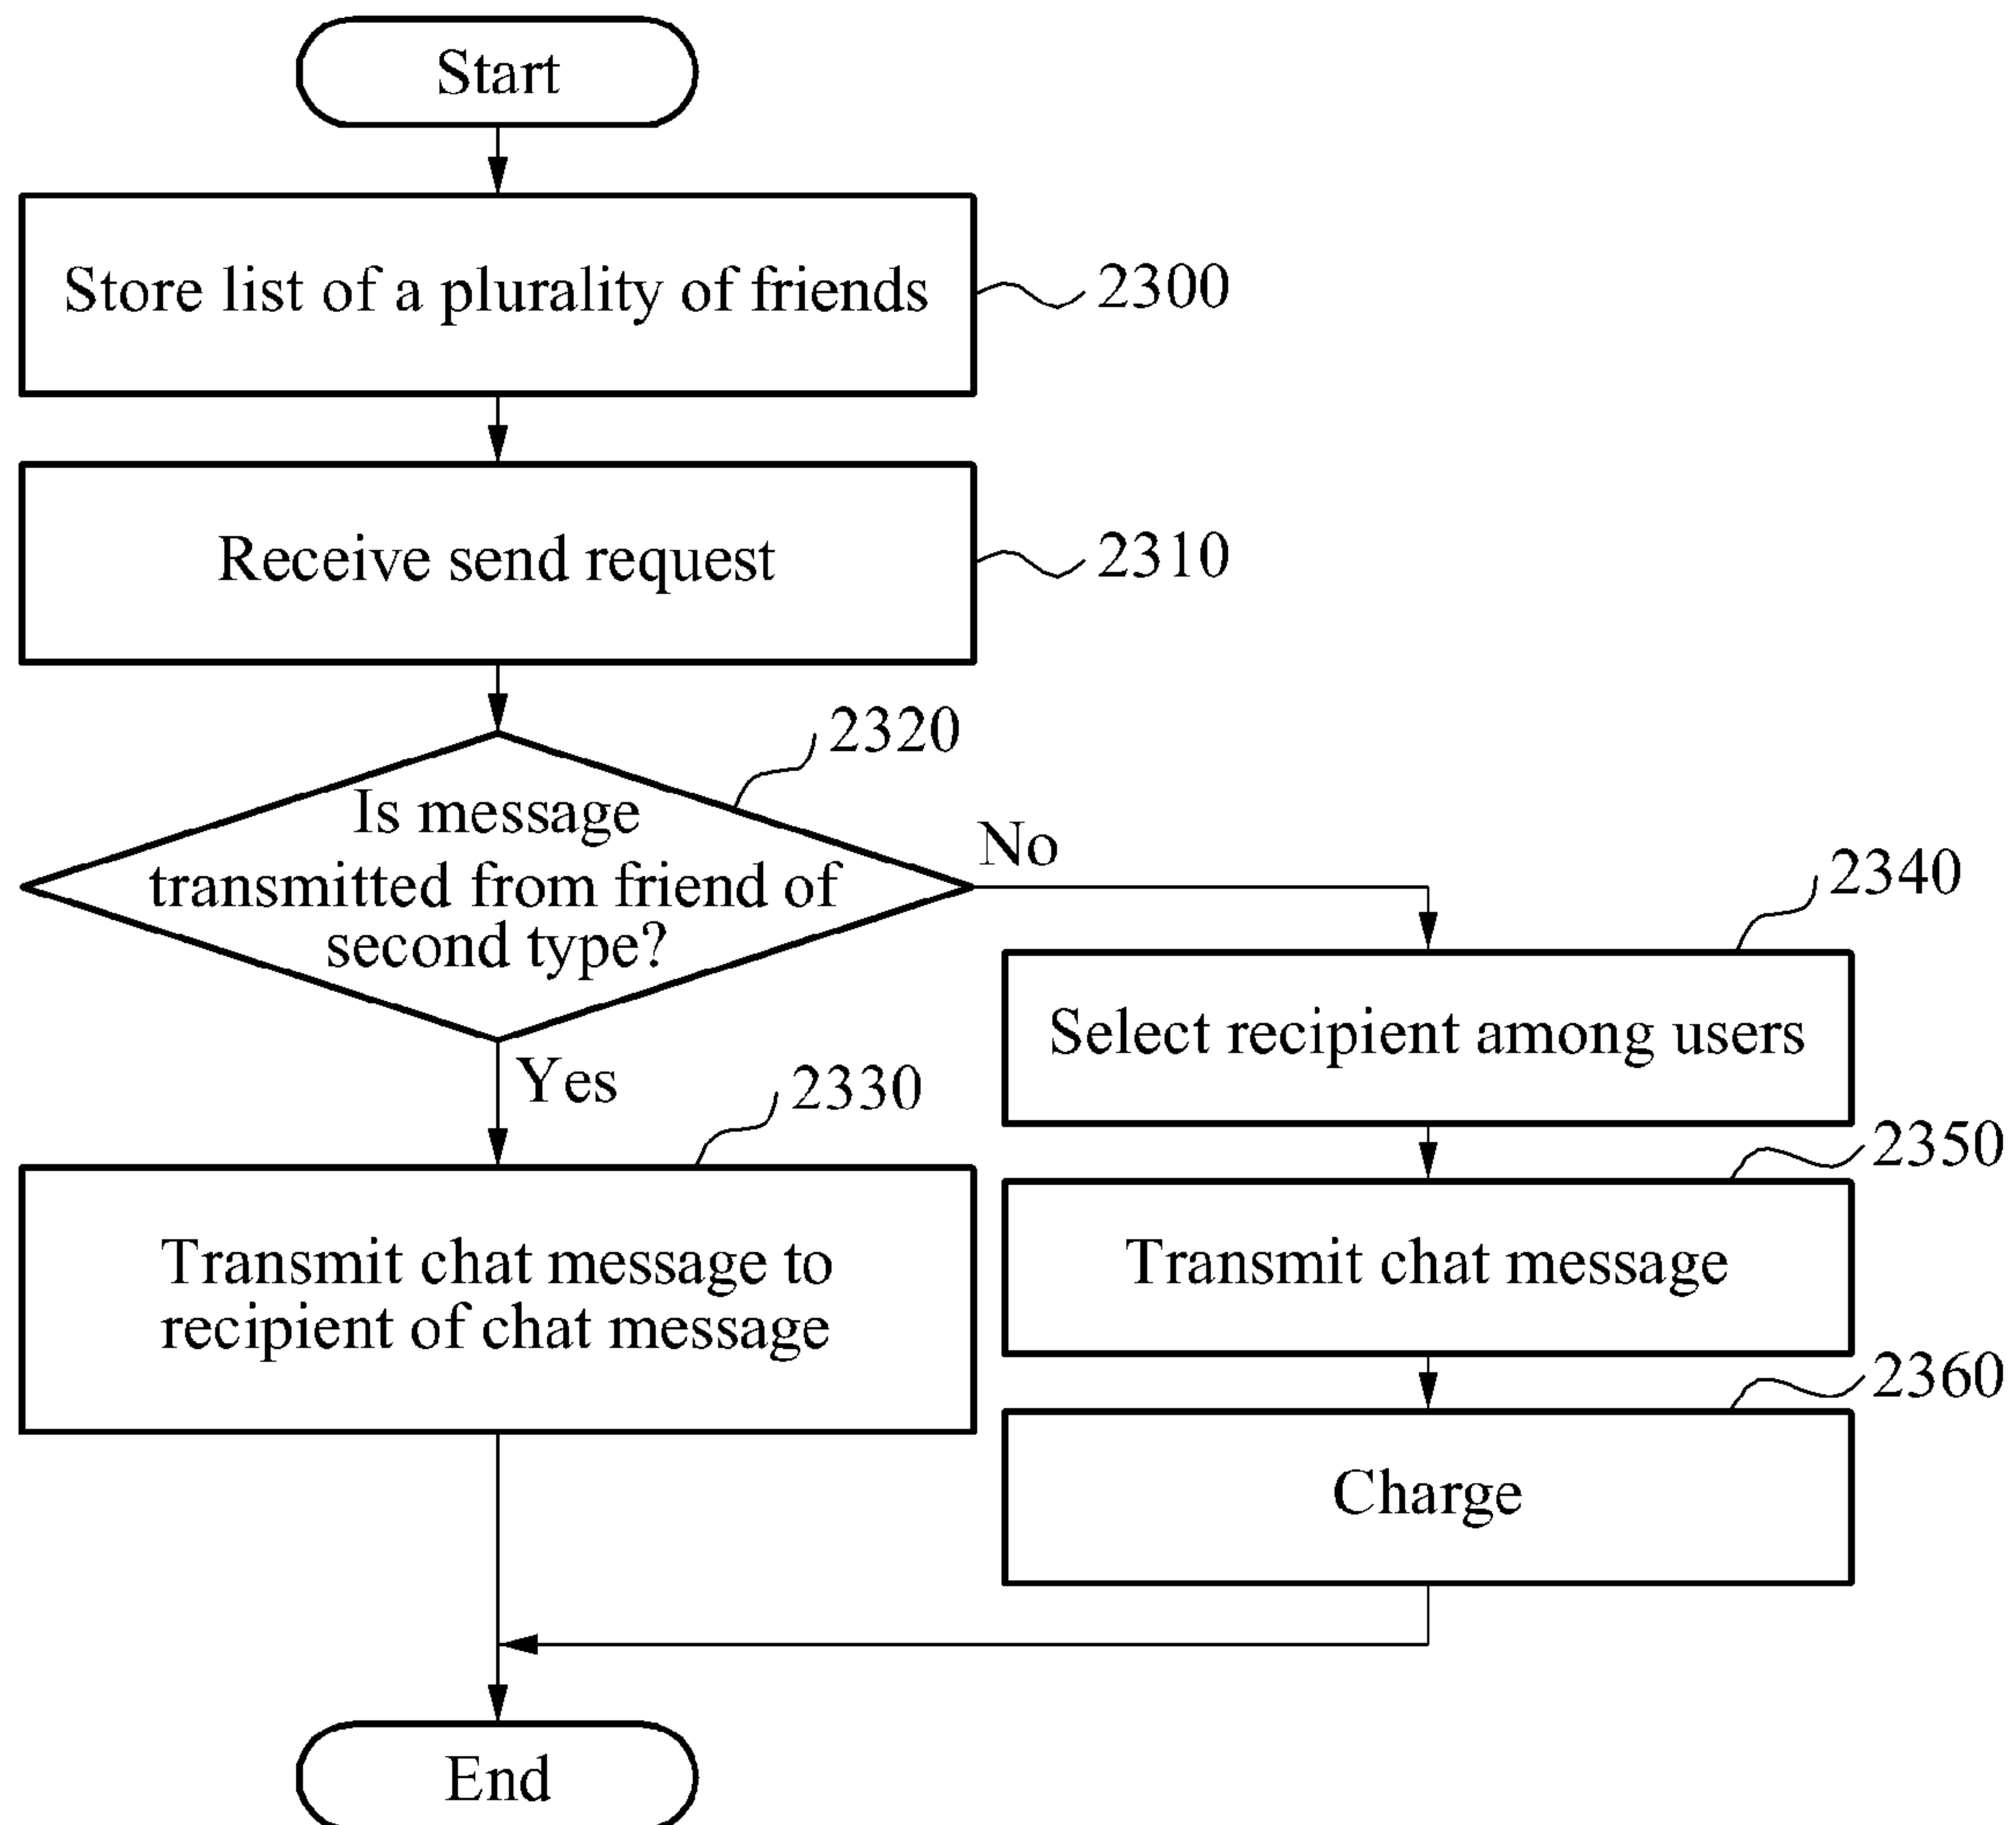 Start
Store list of a plurality of friends
2300
Receive send request
2310
2320
Is message
transmitted from friend of
second type?
No
Yes
2330
Transmit chat message to
recipient of chat message
2340
Select recipient among users
2350
Transmit chat message
2360
Charge
End